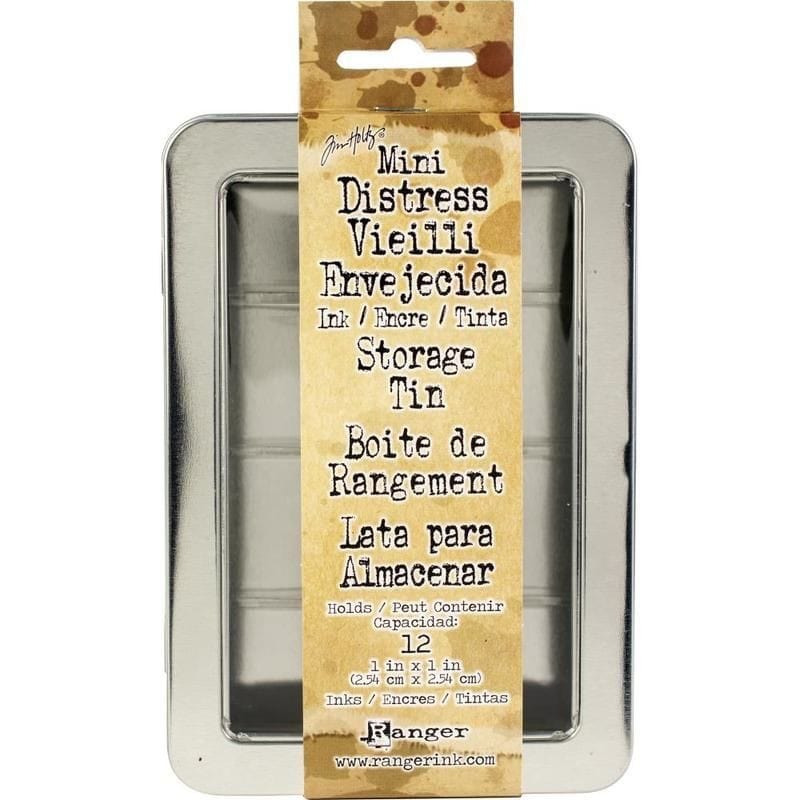 Tim Holtz®
Mini
Distress
Vieilli
Envejecida
Ink / Encre / Tinta
Storage
Tin
Boite de
Rangement
Lata para
Almacenar
Holds / Peut Contenir
Capacidad:
12
1 in x 1 in
(2.54 cm x 2.54 cm)
Inks / Encres / Tintas
Ranger
www.rangerink.com